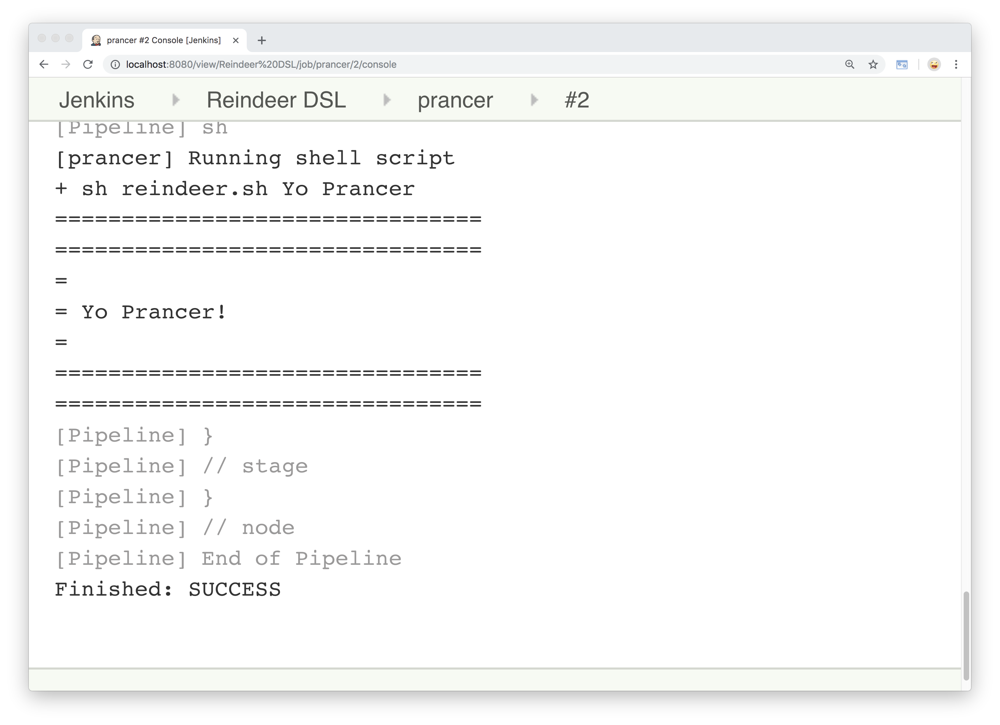 prancer #2 Console [Jenkins]
localhost:8080/view/Reindeer%20DSL/job/prancer/2/console
Jenkins Reindeer DSL prancer #2
[Pipeline] sh
[prancer] Running shell script
+ sh reindeer.sh Yo Prancer
================================
================================
=
= Yo Prancer!
=
================================
================================
[Pipeline] }
[Pipeline] // stage
[Pipeline] }
[Pipeline] // node
[Pipeline] End of Pipeline
Finished: SUCCESS